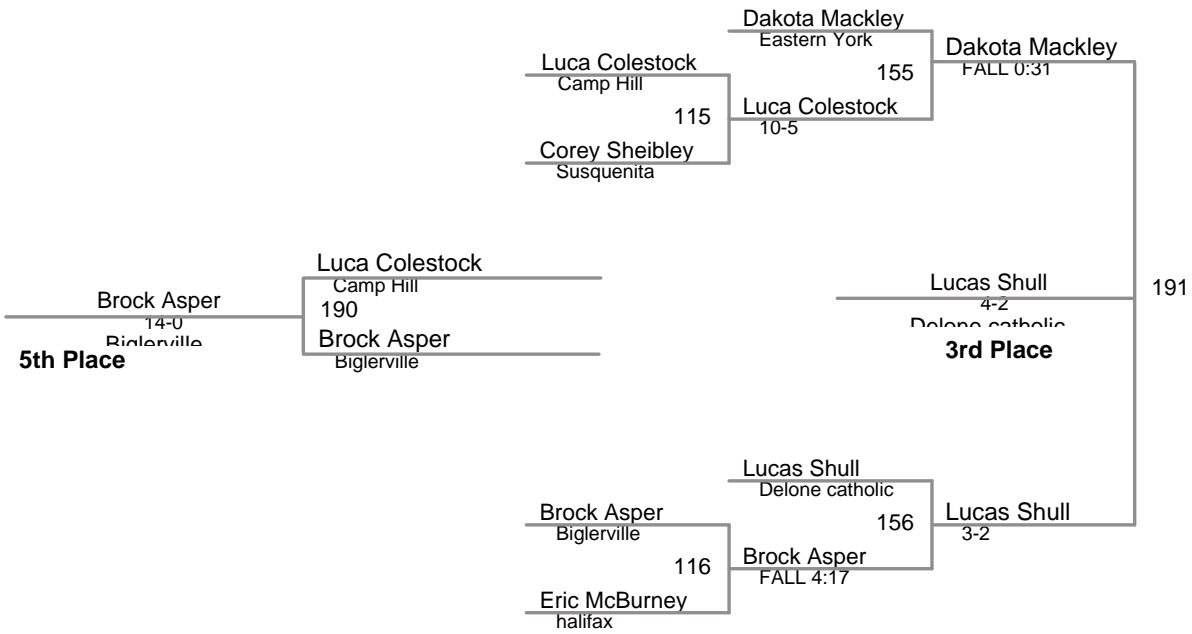 Dakota Mackley
Eastern York
Dakota Mackley
FALL 0:31
Luca Colestock
Camp Hill
155
115
Luca Colestock
10-5
Corey Sheibley
Susquenita
Luca Colestock
Camp Hill
Brock Asper
14-0
Biglerville
5th Place
190
Brock Asper
Biglerville
Lucas Shull
4-2
Delone catholic
3rd Place
191
Lucas Shull
Delone catholic
Lucas Shull
3-2
Brock Asper
Biglerville
156
116
Brock Asper
FALL 4:17
Eric McBurney
halifax